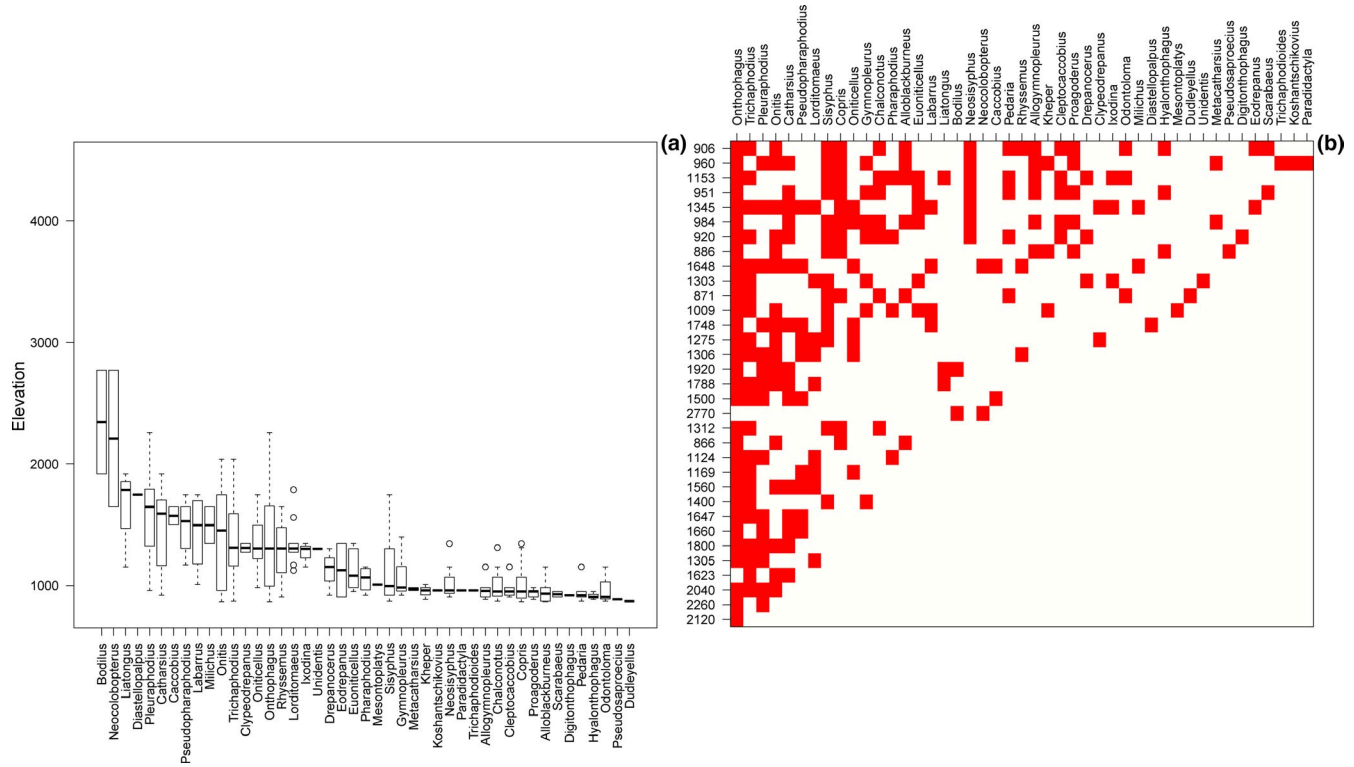 (a)
Elevation
4000
3000
2000
1000
Bodilus
Neocolobopterus
Liatongus
Diastellopalpus
Pleuraphodius
Catharsius
Caccobius
Pseudopharaphodius
Labarrus
Milichus
Onitis
Trichaphodius
Clypeodrepanus
Oniticellus
Onthophagus
Rhyssemus
Lorditomaeus
Ixodina
Unidentis
Drepanocerus
Eodrepanus
Euoniticellus
Pharaphodius
Mesontoplatys
Sisyphus
Gymnopleurus
Metacatharsius
Kheper
Koshantschikovius
Neosisyphus
Paradidactyla
Trichaphodioides
Allogymnopleurus
Chalconotus
Cleptocaccobius
Copris
Proagoderus
Alloblackburneus
Scarabaeus
Digitonthophagus
Pedaria
Hyalonthophagus
Odontoloma
Pseudosaproecius
Dudleyellus
Onthophagus
Trichaphodius
Pleuraphodius
Onitis
Catharsius
Pseudopharaphodius
Lorditomaeus
Sisyphus
Copris
Oniticellus
Gymnopleurus
Chalconotus
Pharaphodius
Alloblackburneus
Euoniticellus
Labarrus
Liatongus
Bodilus
Neosisyphus
Neocolobopterus
Caccobius
Pedaria
Rhyssemus
Allogymnopleurus
Kheper
Cleptocaccobius
Proagoderus
Drepanocerus
Clypeodrepanus
Ixodina
Odontoloma
Milichus
Diastellopalpus
Hyalonthophagus
Mesontoplatys
Dudleyellus
Unidentis
Metacatharsius
Pseudosaproecius
Digitonthophagus
Eodrepanus
Scarabaeus
Trichaphodioides
Koshantschikovius
Paradidactyla
(b)
906
960
1153
951
1345
984
920
886
1648
1303
871
1009
1748
1275
1306
1920
1788
1500
2770
1312
866
1124
1169
1560
1400
1647
1660
1800
1305
1623
2040
2260
2120